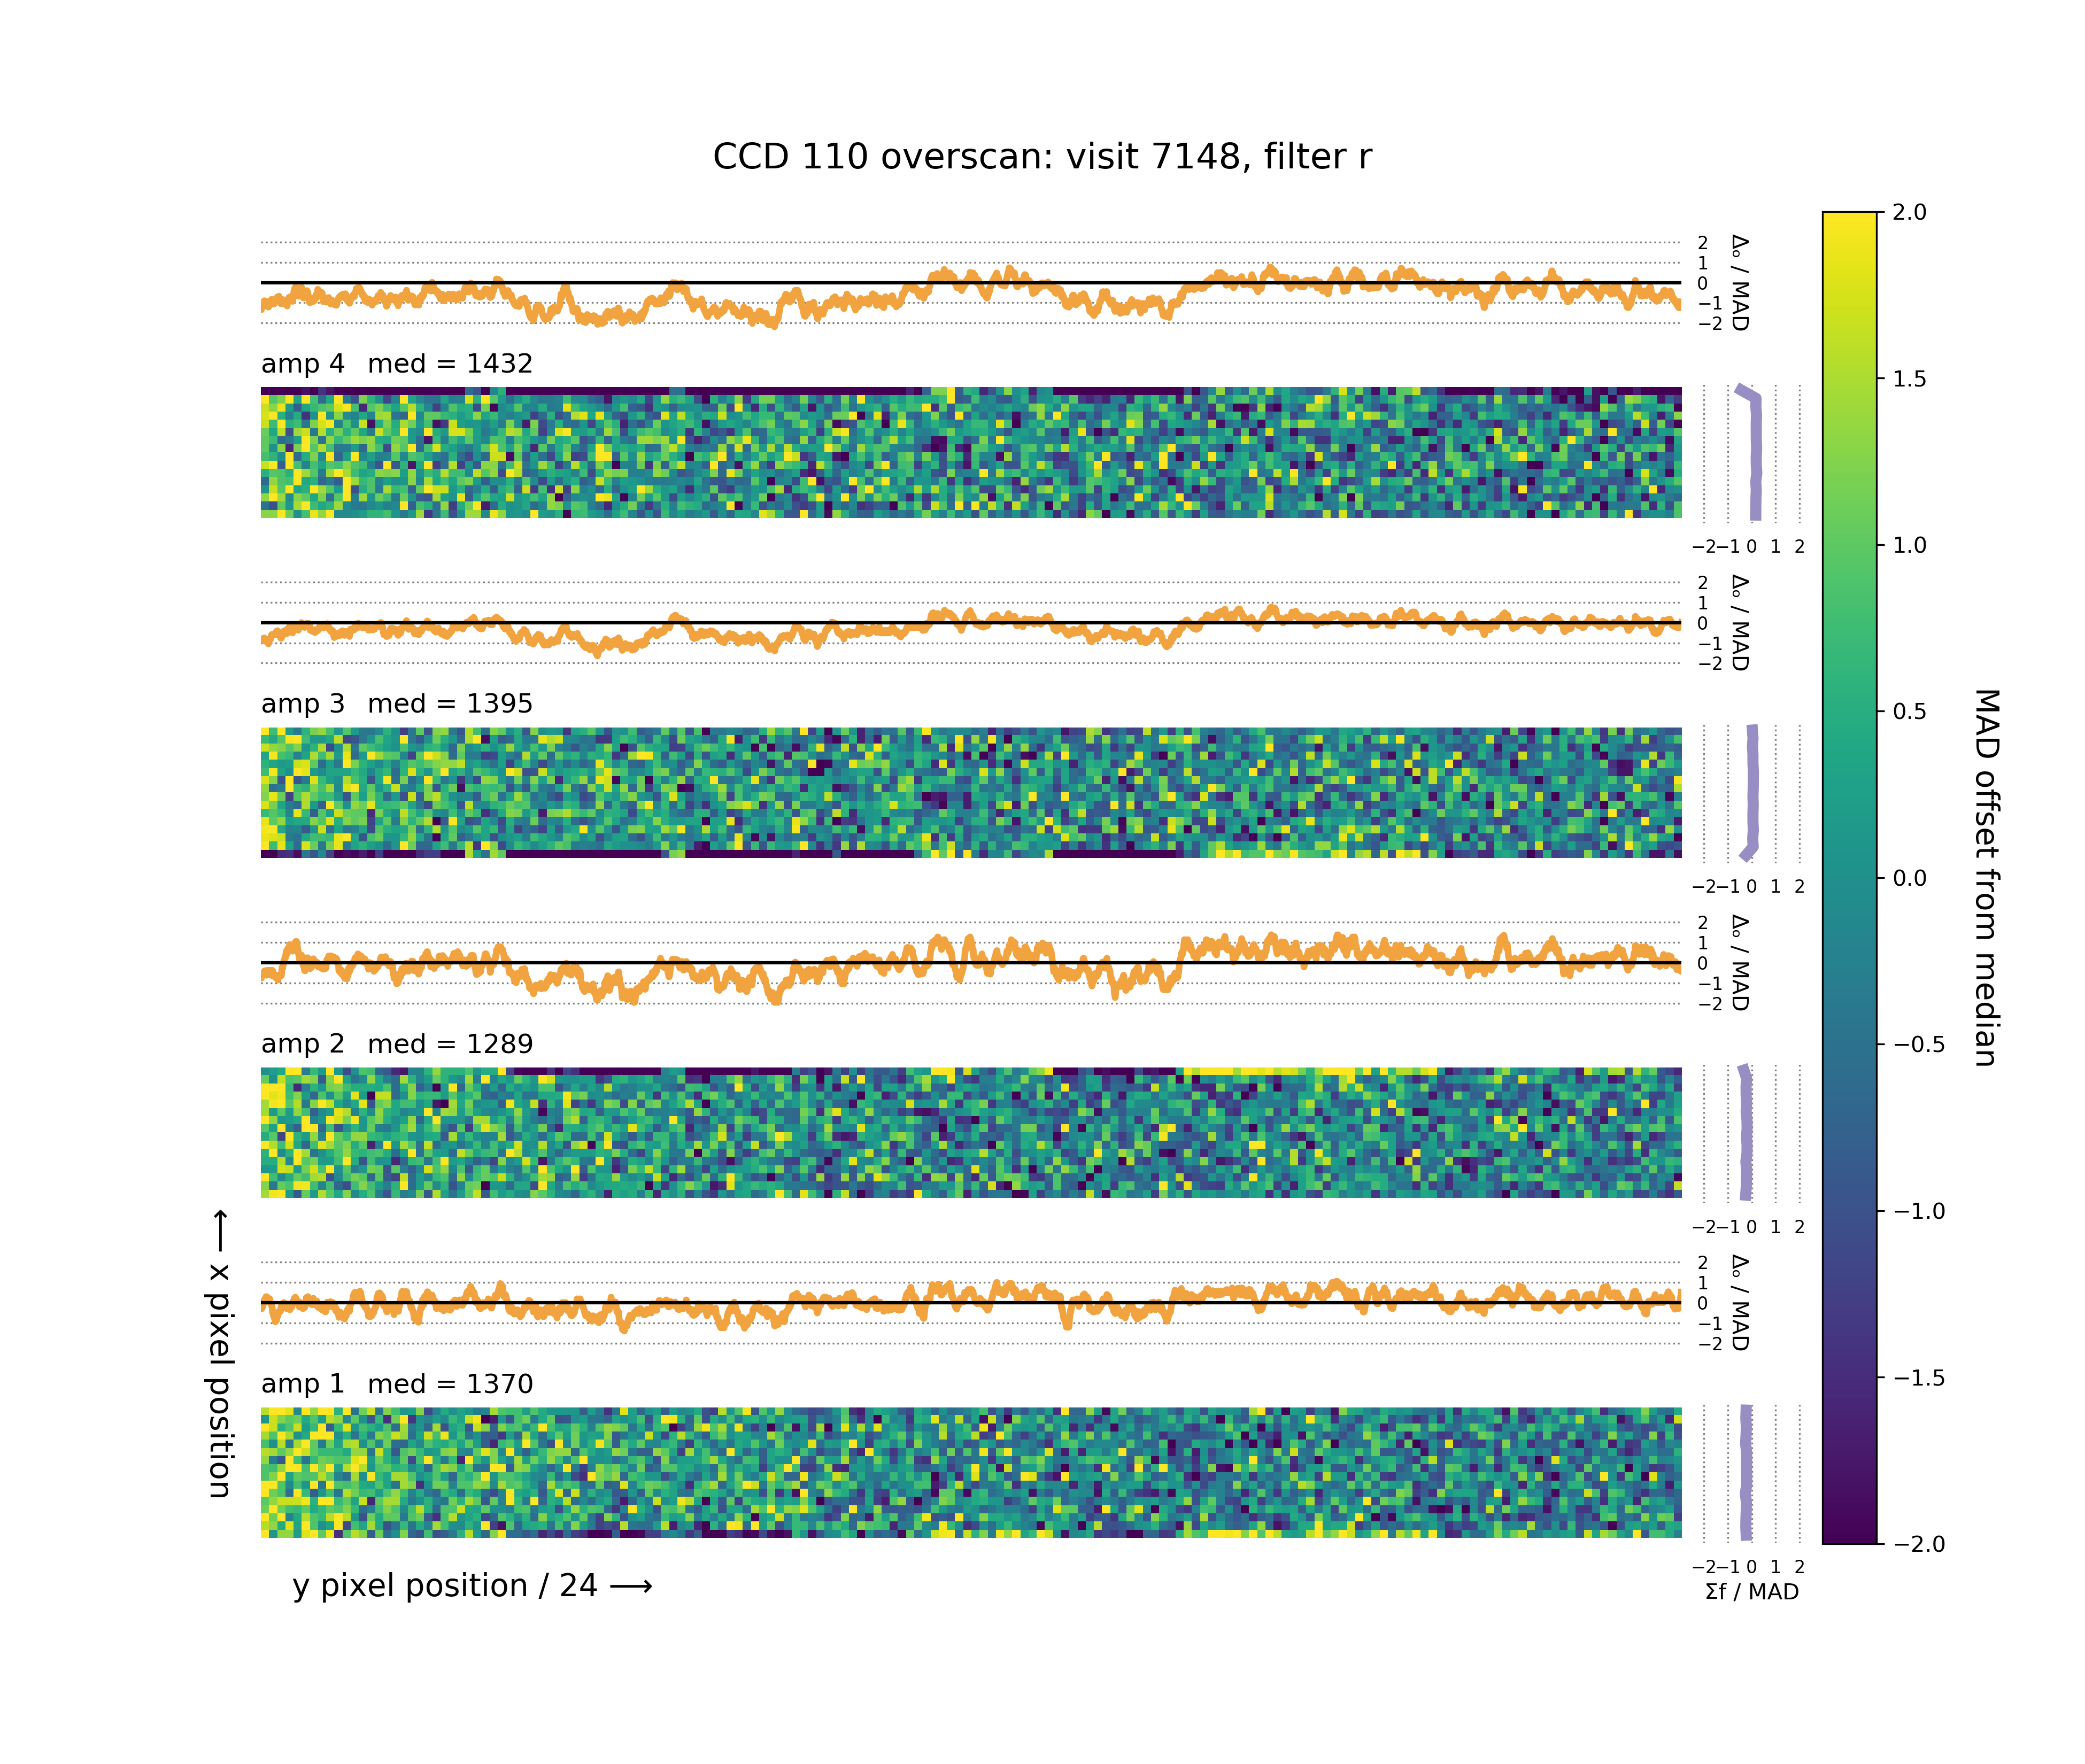 CCD 110 overscan: visit 7148, filter r
2
1
0
−1
−2
Δₒ / MAD
amp 4 med = 1432
−2 −1 0 1 2
2
1
0
−1
−2
Δₒ / MAD
amp 3 med = 1395
−2 −1 0 1 2
2
1
0
−1
−2
Δₒ / MAD
amp 2 med = 1289
−2 −1 0 1 2
2
1
0
−1
−2
Δₒ / MAD
amp 1 med = 1370
−2 −1 0 1 2
Σf / MAD
y pixel position / 24 ⟶
⟵ x pixel position
2.0
1.5
1.0
0.5
0.0
−0.5
−1.0
−1.5
−2.0
MAD offset from median